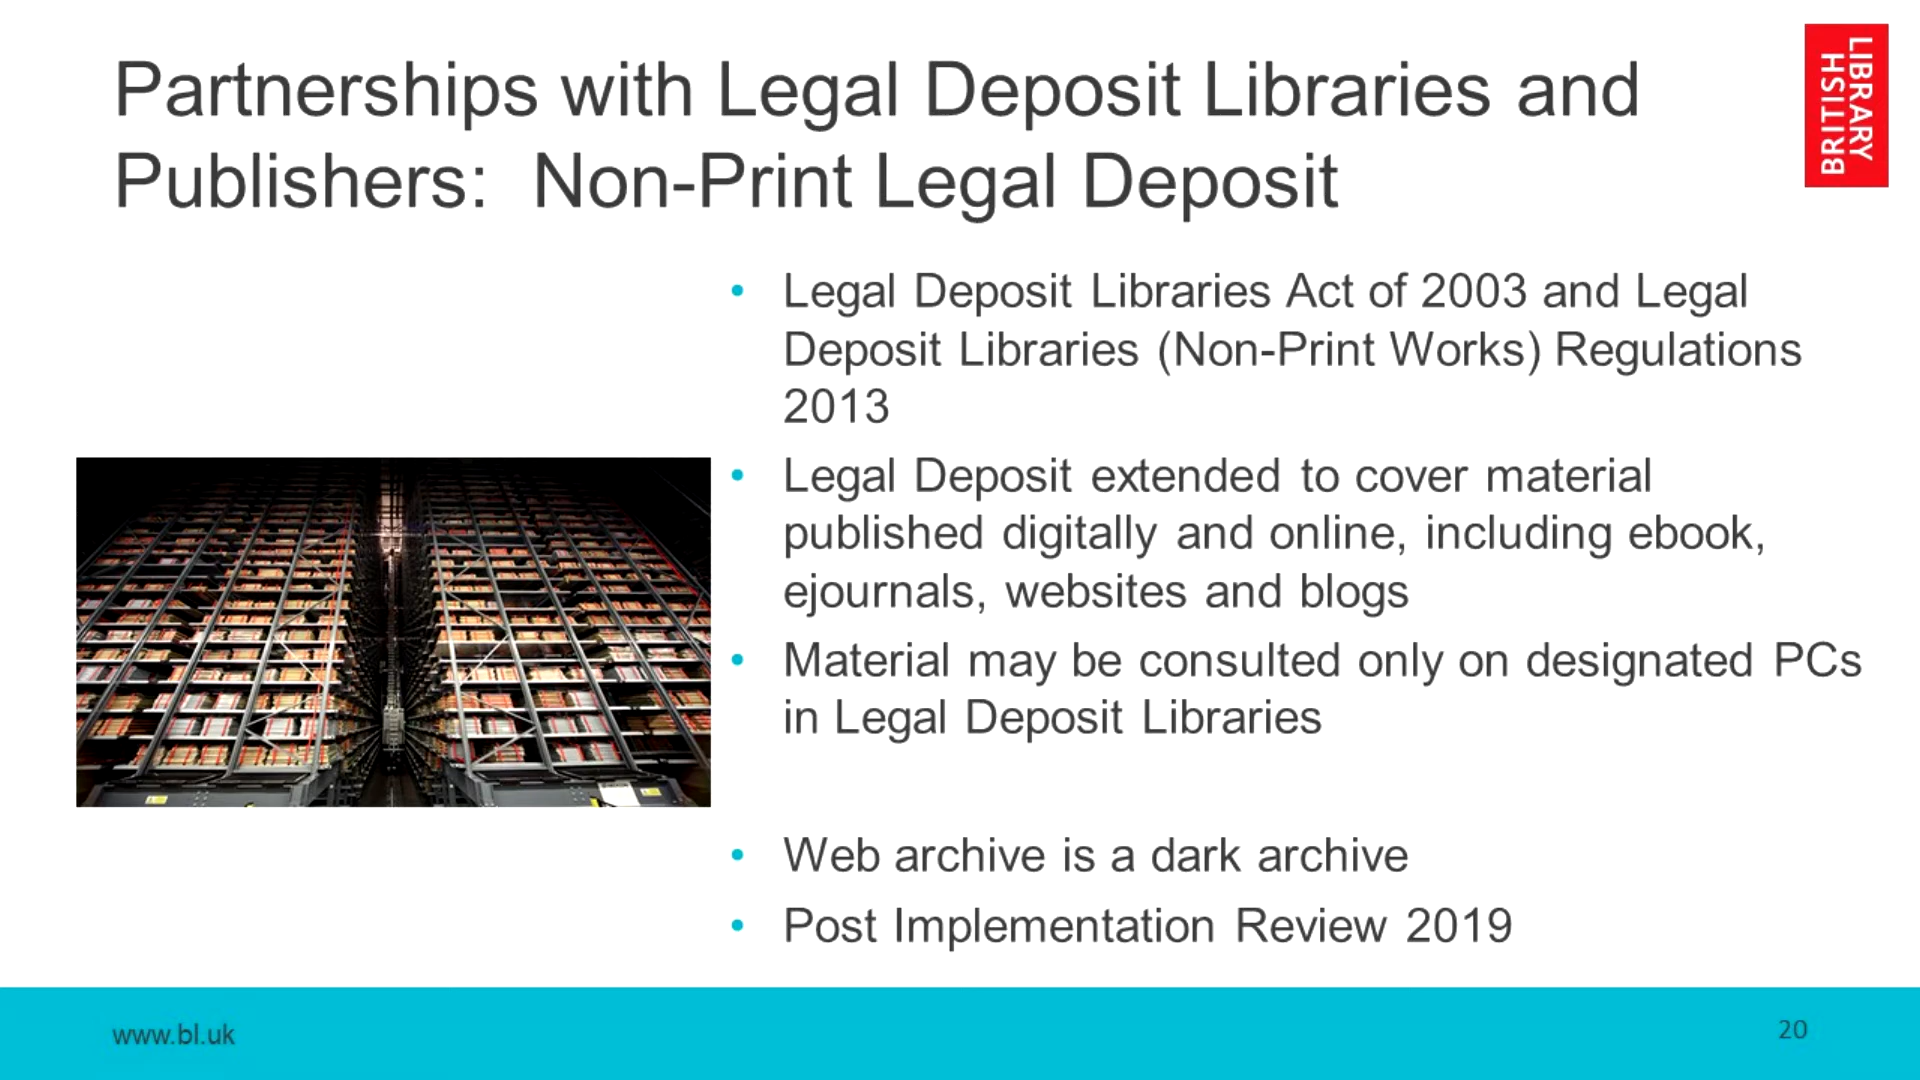 Partnerships with Legal Deposit Libraries and
Publishers: Non-Print Legal Deposit
BRITISH
LIBRARY
• Legal Deposit Libraries Act of 2003 and Legal
Deposit Libraries (Non-Print Works) Regulations
2013
• Legal Deposit extended to cover material
published digitally and online, including ebook,
ejournals, websites and blogs
• Material may be consulted only on designated PCs
in Legal Deposit Libraries
• Web archive is a dark archive
• Post Implementation Review 2019
www.bl.uk
20